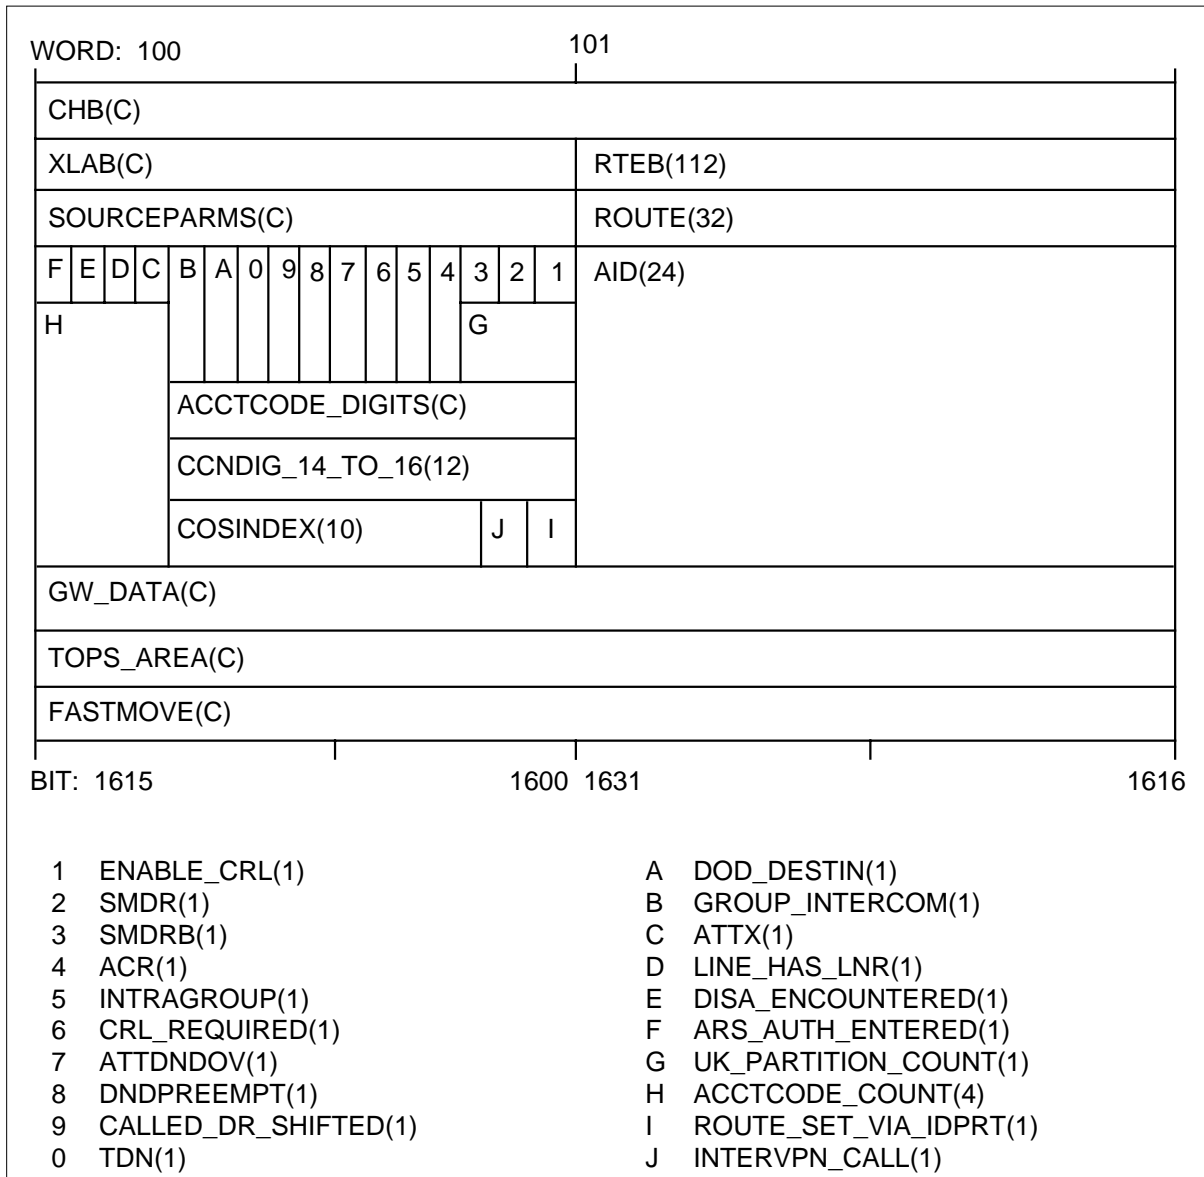 WORD: 100 101
CHB(C)
XLAB(C) RTEB(112)
SOURCEPARMS(C) ROUTE(32)
F E D C B A 0 9 8 7 6 5 4 3 2 1 AID(24)
H G
ACCTCODE_DIGITS(C)
CCNDIG_14_TO_16(12)
COSINDEX(10) J I
GW_DATA(C)
TOPS_AREA(C)
FASTMOVE(C)
BIT: 1615 1600 1631 1616
1 ENABLE_CRL(1)
2 SMDR(1)
3 SMDRB(1)
4 ACR(1)
5 INTRAGROUP(1)
6 CRL_REQUIRED(1)
7 ATTDNDOV(1)
8 DNDPREEMPT(1)
9 CALLED_DR_SHIFTED(1)
0 TDN(1)
A DOD_DESTIN(1)
B GROUP_INTERCOM(1)
C ATTX(1)
D LINE_HAS_LNR(1)
E DISA_ENCOUNTERED(1)
F ARS_AUTH_ENTERED(1)
G UK_PARTITION_COUNT(1)
H ACCTCODE_COUNT(4)
I ROUTE_SET_VIA_IDPRT(1)
J INTERVPN_CALL(1)